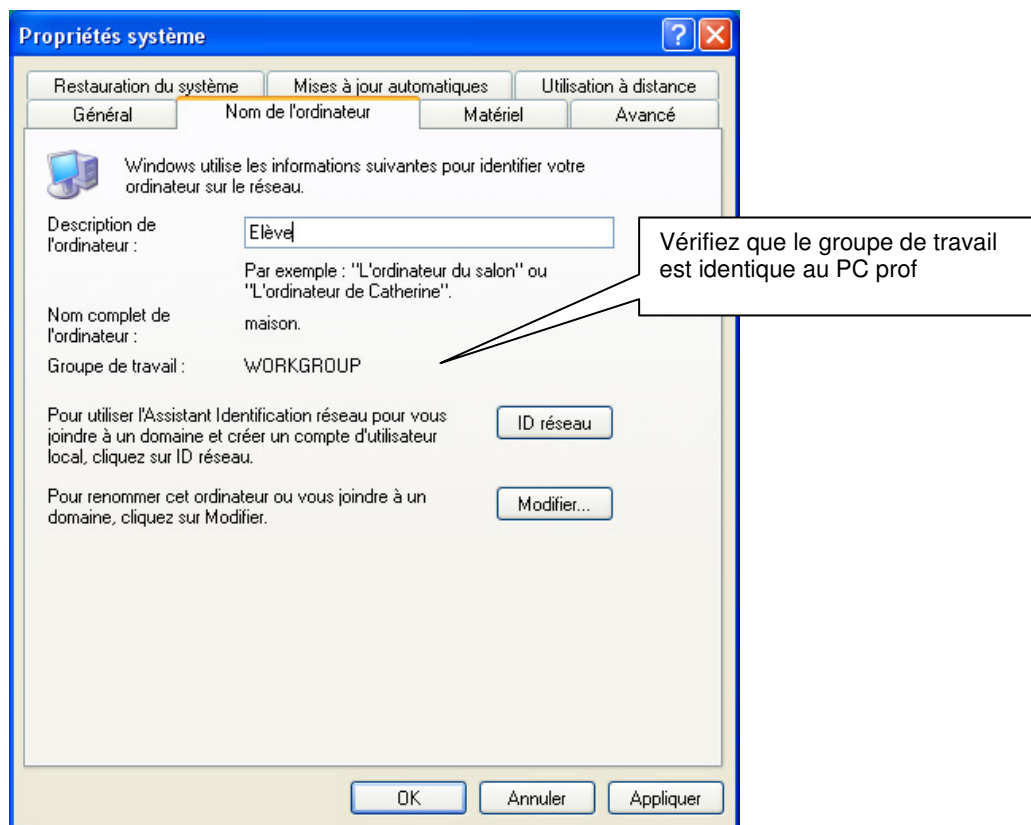 Propriétés système
Restauration du système
Mises à jour automatiques
Utilisation à distance
Général
Nom de l'ordinateur
Matériel
Avancé
Windows utilise les informations suivantes pour identifier votre
ordinateur sur le réseau.
Description de
l'ordinateur :
Elève
Par exemple : "L'ordinateur du salon" ou
"L'ordinateur de Catherine".
Nom complet de
l'ordinateur :
maison.
Groupe de travail :
WORKGROUP
Vérifiez que le groupe de travail
est identique au PC prof
Pour utiliser l'Assistant Identification réseau pour vous
joindre à un domaine et créer un compte d'utilisateur
local, cliquez sur ID réseau.
ID réseau
Pour renommer cet ordinateur ou vous joindre à un
domaine, cliquez sur Modifier.
Modifier...
OK
Annuler
Appliquer